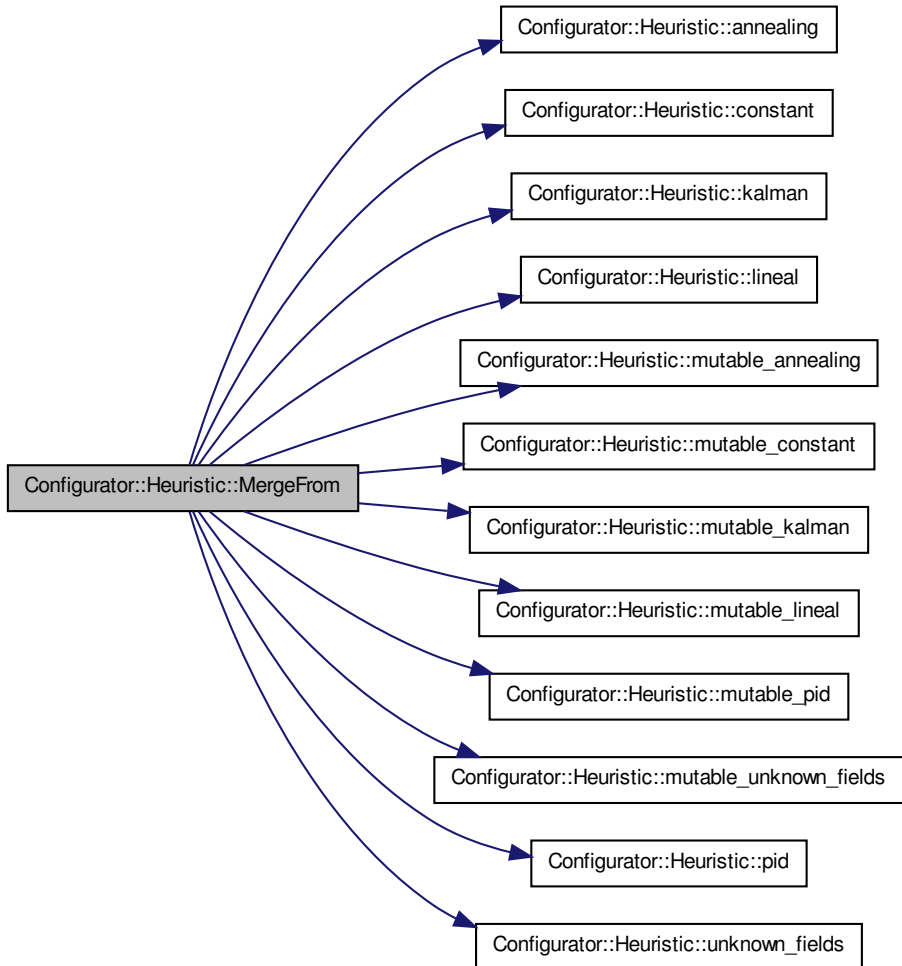 Configurator::Heuristic::annealing
Configurator::Heuristic::constant
Configurator::Heuristic::kalman
Configurator::Heuristic::lineal
Configurator::Heuristic::mutable_annealing
Configurator::Heuristic::mutable_constant
Configurator::Heuristic::MergeFrom
Configurator::Heuristic::mutable_kalman
Configurator::Heuristic::mutable_lineal
Configurator::Heuristic::mutable_pid
Configurator::Heuristic::mutable_unknown_fields
Configurator::Heuristic::pid
Configurator::Heuristic::unknown_fields